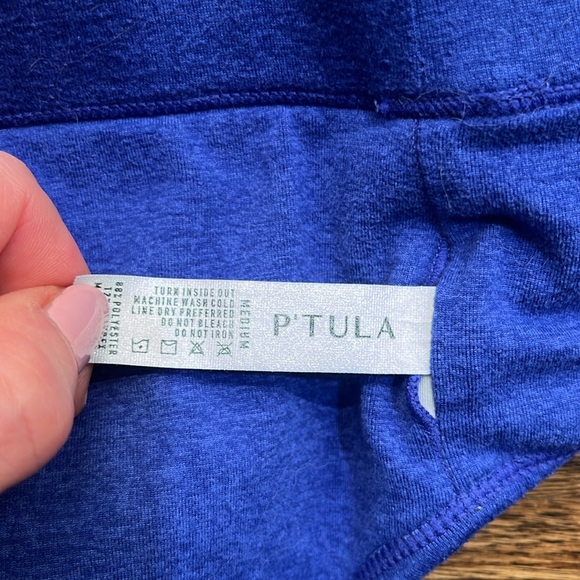 P'TULA
MEDIUM
TURN INSIDE OUT
MACHINE WASH COLD
LINE DRY PREFERRED
DO NOT BLEACH
DO NOT IRON
88% POLYESTER